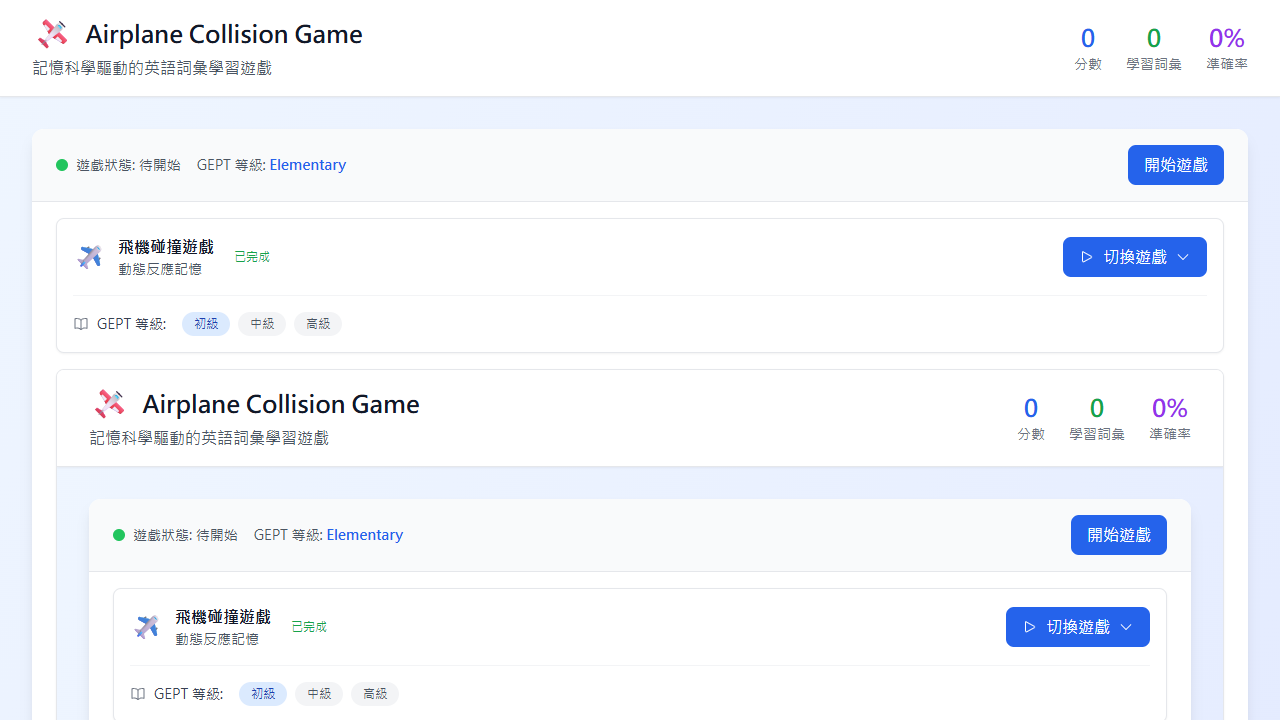 Airplane Collision Game
記憶科學驅動的英語詞彙學習遊戲
0
分數
0
學習詞彙
0%
準確率
遊戲狀態: 待開始 GEPT 等級: Elementary
開始遊戲
飛機碰撞遊戲
動態反應記憶
已完成
切換遊戲
GEPT 等級: 初級 中級 高級
Airplane Collision Game
記憶科學驅動的英語詞彙學習遊戲
0
分數
0
學習詞彙
0%
準確率
遊戲狀態: 待開始 GEPT 等級: Elementary
開始遊戲
飛機碰撞遊戲
動態反應記憶
已完成
切換遊戲
GEPT 等級: 初級 中級 高級